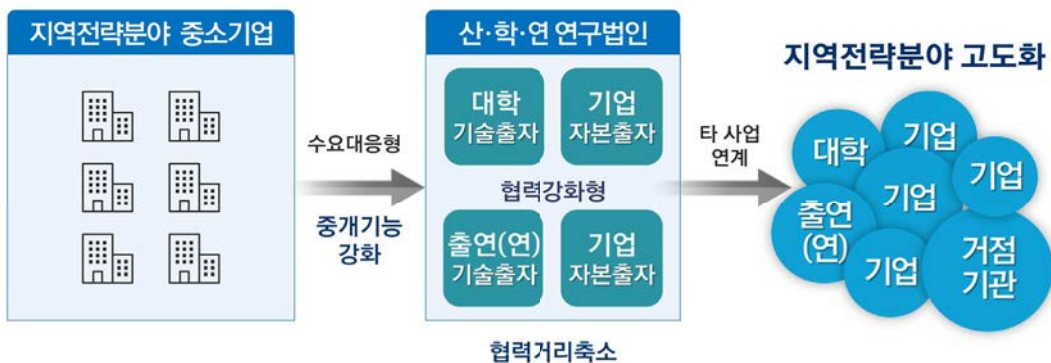 지역전략분야 중소기업
수요대응형
중개기능
강화
산·학·연 연구법인
대학
기술출자
기업
자본출자
협력강화형
출연(연)
기술출자
기업
자본출자
협력거리축소
타 사업
연계
지역전략분야 고도화
대학
기업
기업
기업
출연
(연)
기업
거점
기관